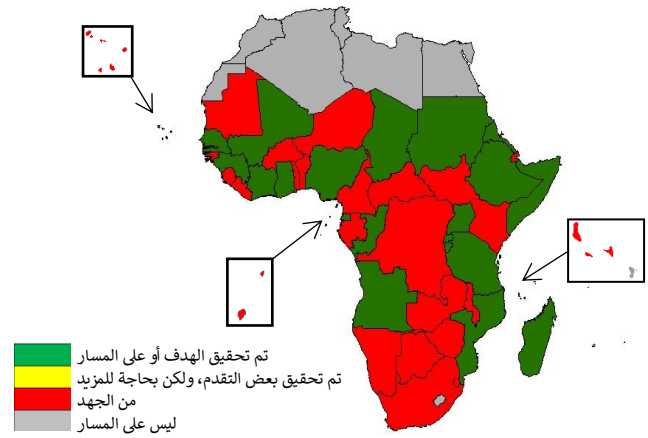 تم تحقيق الهدف أو على المسار
تم تحقيق بعض التقدم، ولكن بحاجة للمزيد
من الجهد
ليس على المسار